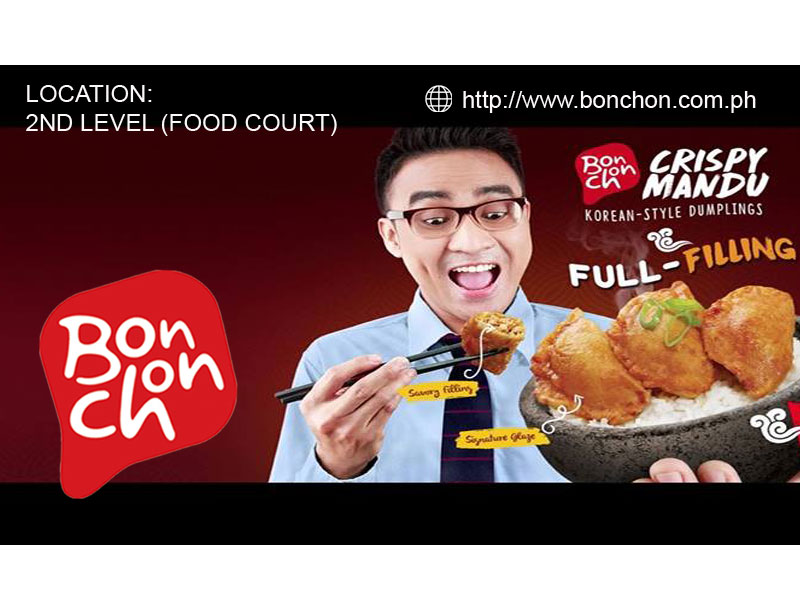 LOCATION:
2ND LEVEL (FOOD COURT)
http://www.bonchon.com.ph
Bon
Chon
CRISPY
MANDU
KOREAN-STYLE DUMPLINGS
FULL-FILLING
Savory Filling
Signature Glaze
Bon
Chon